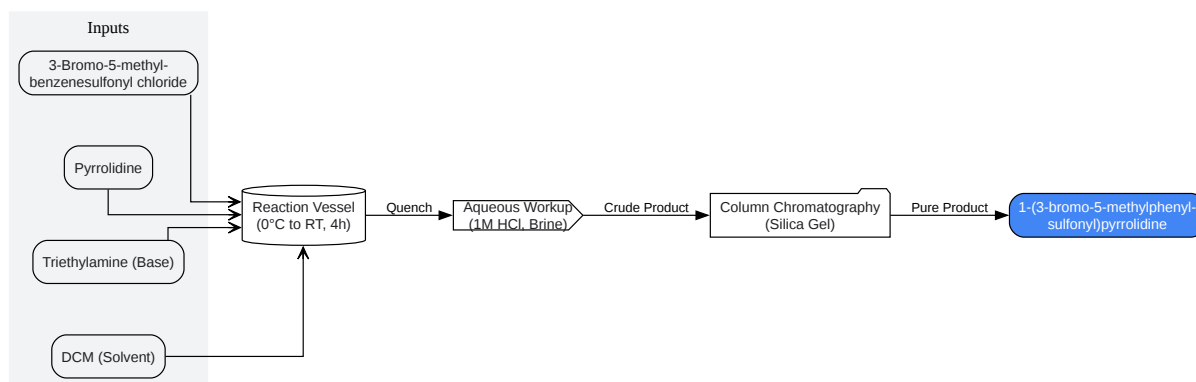 Inputs
3-Bromo-5-methyl-
benzenesulfonyl chloride
Pyrrolidine
Triethylamine (Base)
DCM (Solvent)
Reaction Vessel
(0°C to RT, 4h)
Quench
Aqueous Workup
(1M HCl, Brine)
Crude Product
Column Chromatography
(Silica Gel)
Pure Product
1-(3-bromo-5-methylphenyl-
sulfonyl)pyrrolidine